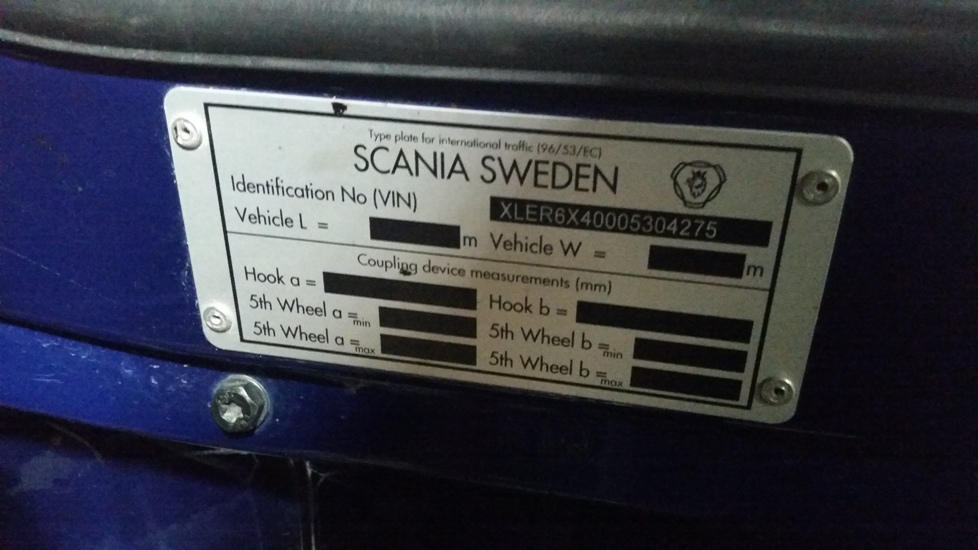 Type plate for international traffic (96/53/EC)
SCANIA SWEDEN
Identification No (VIN) XLER6X40005304275
Vehicle L = m Vehicle W = m
Coupling device measurements (mm)
Hook a = Hook b =
5th Wheel a = min 5th Wheel b = min
5th Wheel a = max 5th Wheel b = max